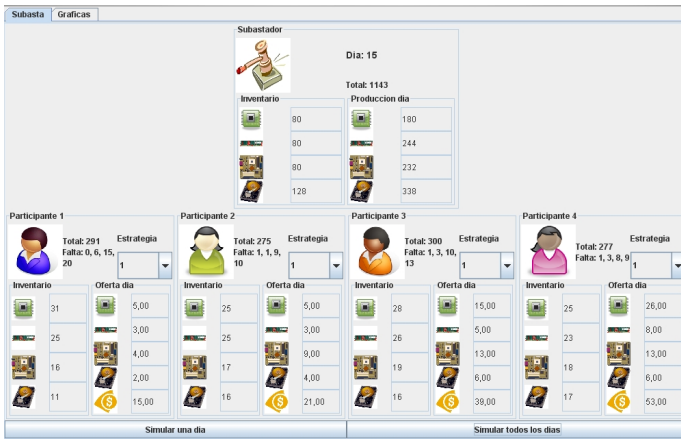 Subasta Graficas
Subastador
Dia: 15
Total: 1143
Inventario Produccion dia
80 180
80 244
80 232
128 338
Participante 1 Participante 2 Participante 3 Participante 4
Total: 291 Estrategia Total: 275 Estrategia Total: 300 Estrategia Total: 277 Estrategia
Falta: 0, 6, 15, 20 1 Falta: 1, 1, 9, 10 1 Falta: 1, 3, 10, 13 1 Falta: 1, 3, 8, 9 1
Inventario Oferta dia Inventario Oferta dia Inventario Oferta dia Inventario Oferta dia
31 5,00 25 5,00 28 15,00 25 26,00
25 3,00 25 3,00 26 5,00 23 8,00
16 4,00 17 9,00 19 13,00 18 13,00
11 2,00 16 4,00 16 6,00 17 6,00
15,00 21,00 39,00 53,00
Simular una dia Simular todos los dias